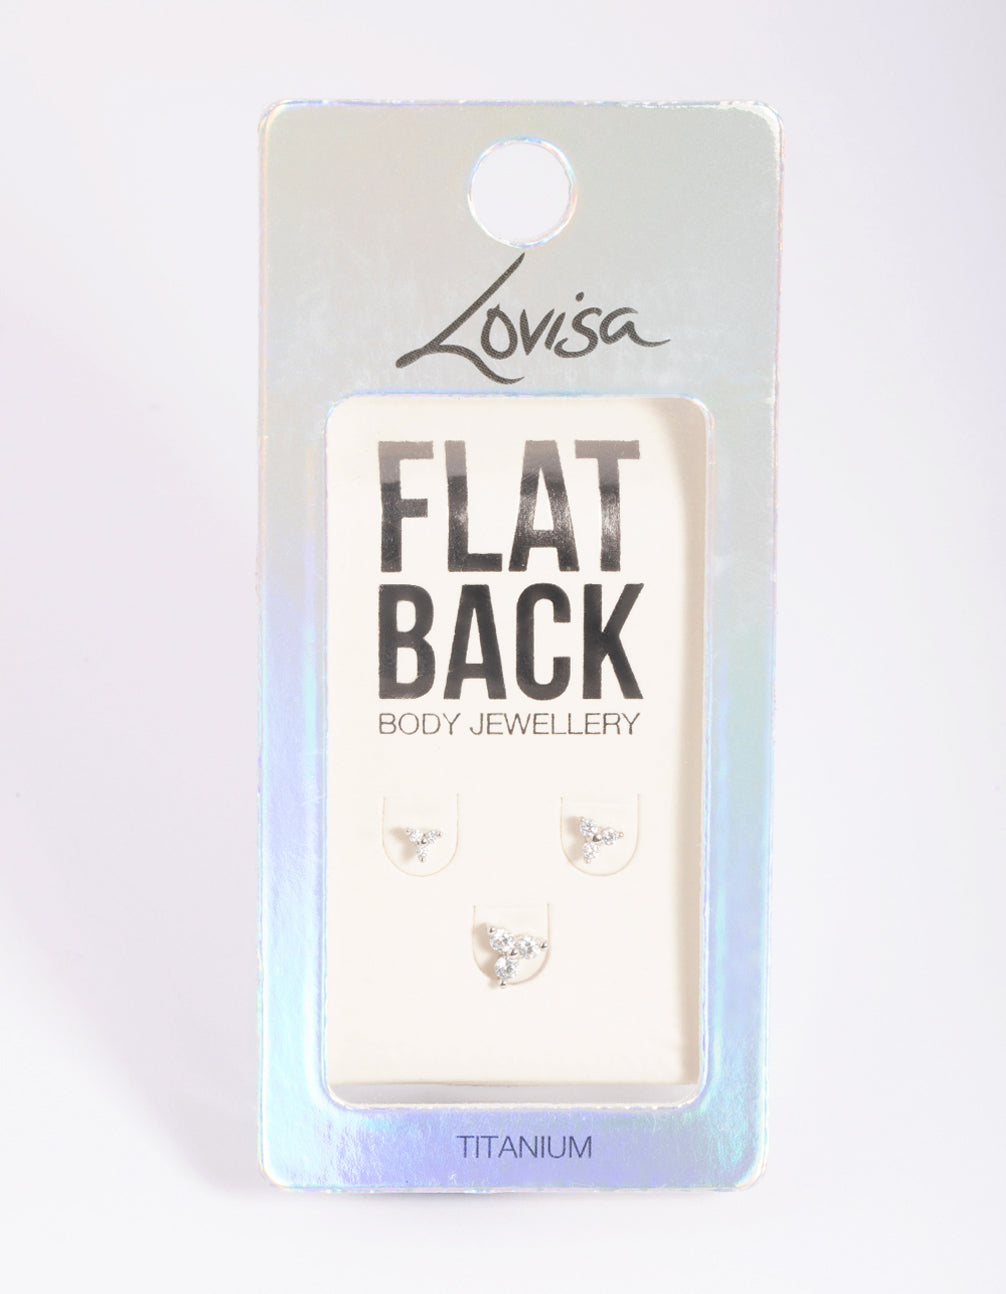 Lovisa
FLAT
BACK
BODY JEWELLERY
TITANIUM